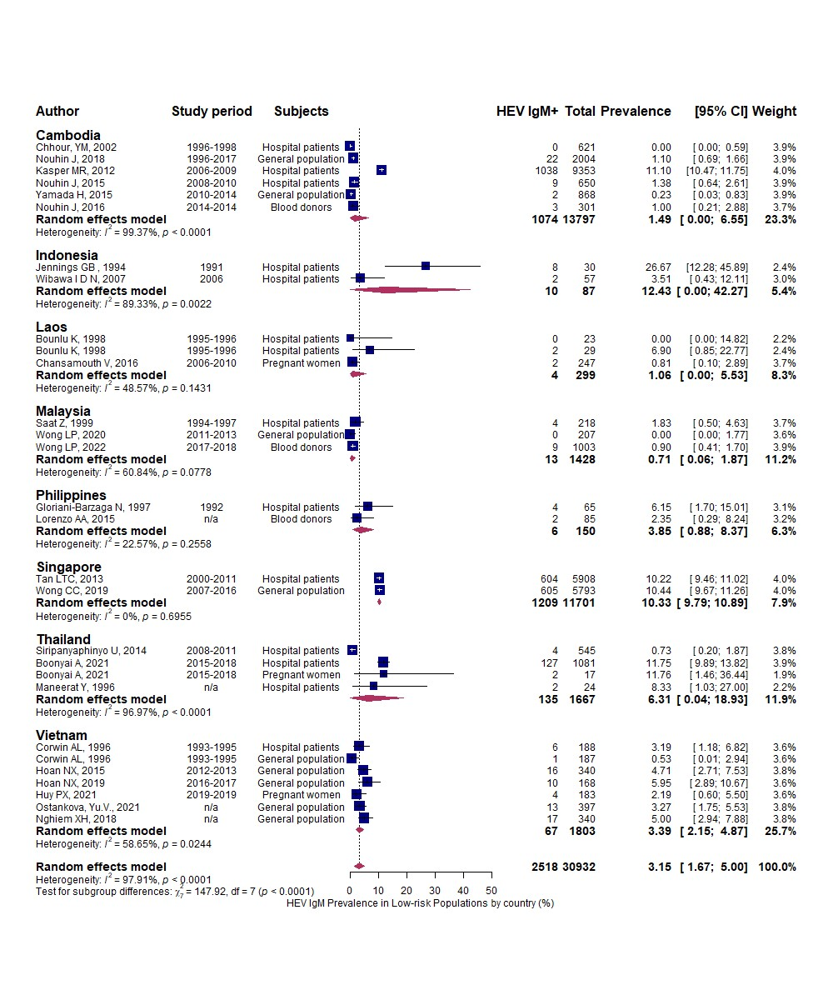 Author Study period Subjects HEV IgM+ Total Prevalence [95% CI] Weight
Cambodia
Chhour, YM, 2002 1996-1998 Hospital patients 0 621 0.00 [ 0.00; 0.59] 3.9%
Nouhin J, 2018 1996-2017 General population 22 2004 1.10 [ 0.69; 1.66] 3.9%
Kasper MR, 2012 2006-2009 Hospital patients 1038 9353 11.10 [10.47; 11.75] 4.0%
Nouhin J, 2015 2008-2010 Hospital patients 9 650 1.38 [ 0.64; 2.61] 3.9%
Yamada H, 2015 2010-2014 General population 2 868 0.23 [ 0.03; 0.83] 3.9%
Nouhin J, 2016 2014-2014 Blood donors 3 301 1.00 [ 0.21; 2.88] 3.7%
Random effects model 1074 13797 1.49 [ 0.00; 6.55] 23.3%
Heterogeneity: I² = 99.37%, p < 0.0001
Indonesia
Jennings GB , 1994 1991 Hospital patients 8 30 26.67 [12.28; 45.89] 2.4%
Wibawa I D N, 2007 2006 Hospital patients 2 57 3.51 [ 0.43; 12.11] 3.0%
Random effects model 10 87 12.43 [ 0.00; 42.27] 5.4%
Heterogeneity: I² = 89.33%, p = 0.0022
Laos
Bounlu K, 1998 1995-1996 Hospital patients 0 23 0.00 [ 0.00; 14.82] 2.2%
Bounlu K, 1998 1995-1996 Hospital patients 2 29 6.90 [ 0.85; 22.77] 2.4%
Chansamouth V, 2016 2006-2010 Pregnant women 2 247 0.81 [ 0.10; 2.89] 3.7%
Random effects model 4 299 1.06 [ 0.00; 5.53] 8.3%
Heterogeneity: I² = 48.57%, p = 0.1431
Malaysia
Saat Z, 1999 1994-1997 Hospital patients 4 218 1.83 [ 0.50; 4.63] 3.7%
Wong LP, 2020 2011-2013 General population 0 207 0.00 [ 0.00; 1.77] 3.6%
Wong LP, 2022 2017-2018 Blood donors 9 1003 0.90 [ 0.41; 1.70] 3.9%
Random effects model 13 1428 0.71 [ 0.06; 1.87] 11.2%
Heterogeneity: I² = 60.84%, p = 0.0778
Philippines
Gloriani-Barzaga N, 1997 1992 Hospital patients 4 65 6.15 [ 1.70; 15.01] 3.1%
Lorenzo AA, 2015 n/a Blood donors 2 85 2.35 [ 0.29; 8.24] 3.2%
Random effects model 6 150 3.85 [ 0.88; 8.37] 6.3%
Heterogeneity: I² = 22.57%, p = 0.2558
Singapore
Tan LTC, 2013 2000-2011 Hospital patients 604 5908 10.22 [ 9.46; 11.02] 4.0%
Wong CC, 2019 2007-2016 General population 605 5793 10.44 [ 9.67; 11.26] 4.0%
Random effects model 1209 11701 10.33 [ 9.79; 10.89] 7.9%
Heterogeneity: I² = 0%, p = 0.6955
Thailand
Siripanyaphinyo U, 2014 2008-2011 Hospital patients 4 545 0.73 [ 0.20; 1.87] 3.8%
Boonyai A, 2021 2015-2018 Hospital patients 127 1081 11.75 [ 9.89; 13.82] 3.9%
Boonyai A, 2021 2015-2018 Pregnant women 2 17 11.76 [ 1.46; 36.44] 1.9%
Maneerat Y, 1996 n/a Hospital patients 2 24 8.33 [ 1.03; 27.00] 2.2%
Random effects model 135 1667 6.31 [ 0.04; 18.93] 11.9%
Heterogeneity: I² = 96.97%, p < 0.0001
Vietnam
Corwin AL, 1996 1993-1995 Hospital patients 6 188 3.19 [ 1.18; 6.82] 3.6%
Corwin AL, 1996 1993-1995 General population 1 187 0.53 [ 0.01; 2.94] 3.6%
Hoan NX, 2015 2012-2013 General population 16 340 4.71 [ 2.71; 7.53] 3.8%
Hoan NX, 2019 2016-2017 General population 10 168 5.95 [ 2.89; 10.67] 3.6%
Huy PX, 2021 2019-2019 Pregnant women 4 183 2.19 [ 0.60; 5.50] 3.6%
Ostankova, Yu.V., 2021 n/a General population 13 397 3.27 [ 1.75; 5.53] 3.8%
Nghiem XH, 2018 n/a General population 17 340 5.00 [ 2.94; 7.88] 3.8%
Random effects model 67 1803 3.39 [ 2.15; 4.87] 25.7%
Heterogeneity: I² = 58.65%, p = 0.0244
Random effects model 2518 30932 3.15 [ 1.67; 5.00] 100.0%
Heterogeneity: I² = 97.91%, p < 0.0001
Test for subgroup differences: χ²₇ = 147.92, df = 7 (p < 0.0001)
0 10 20 30 40 50
HEV IgM Prevalence in Low-risk Populations by country (%)